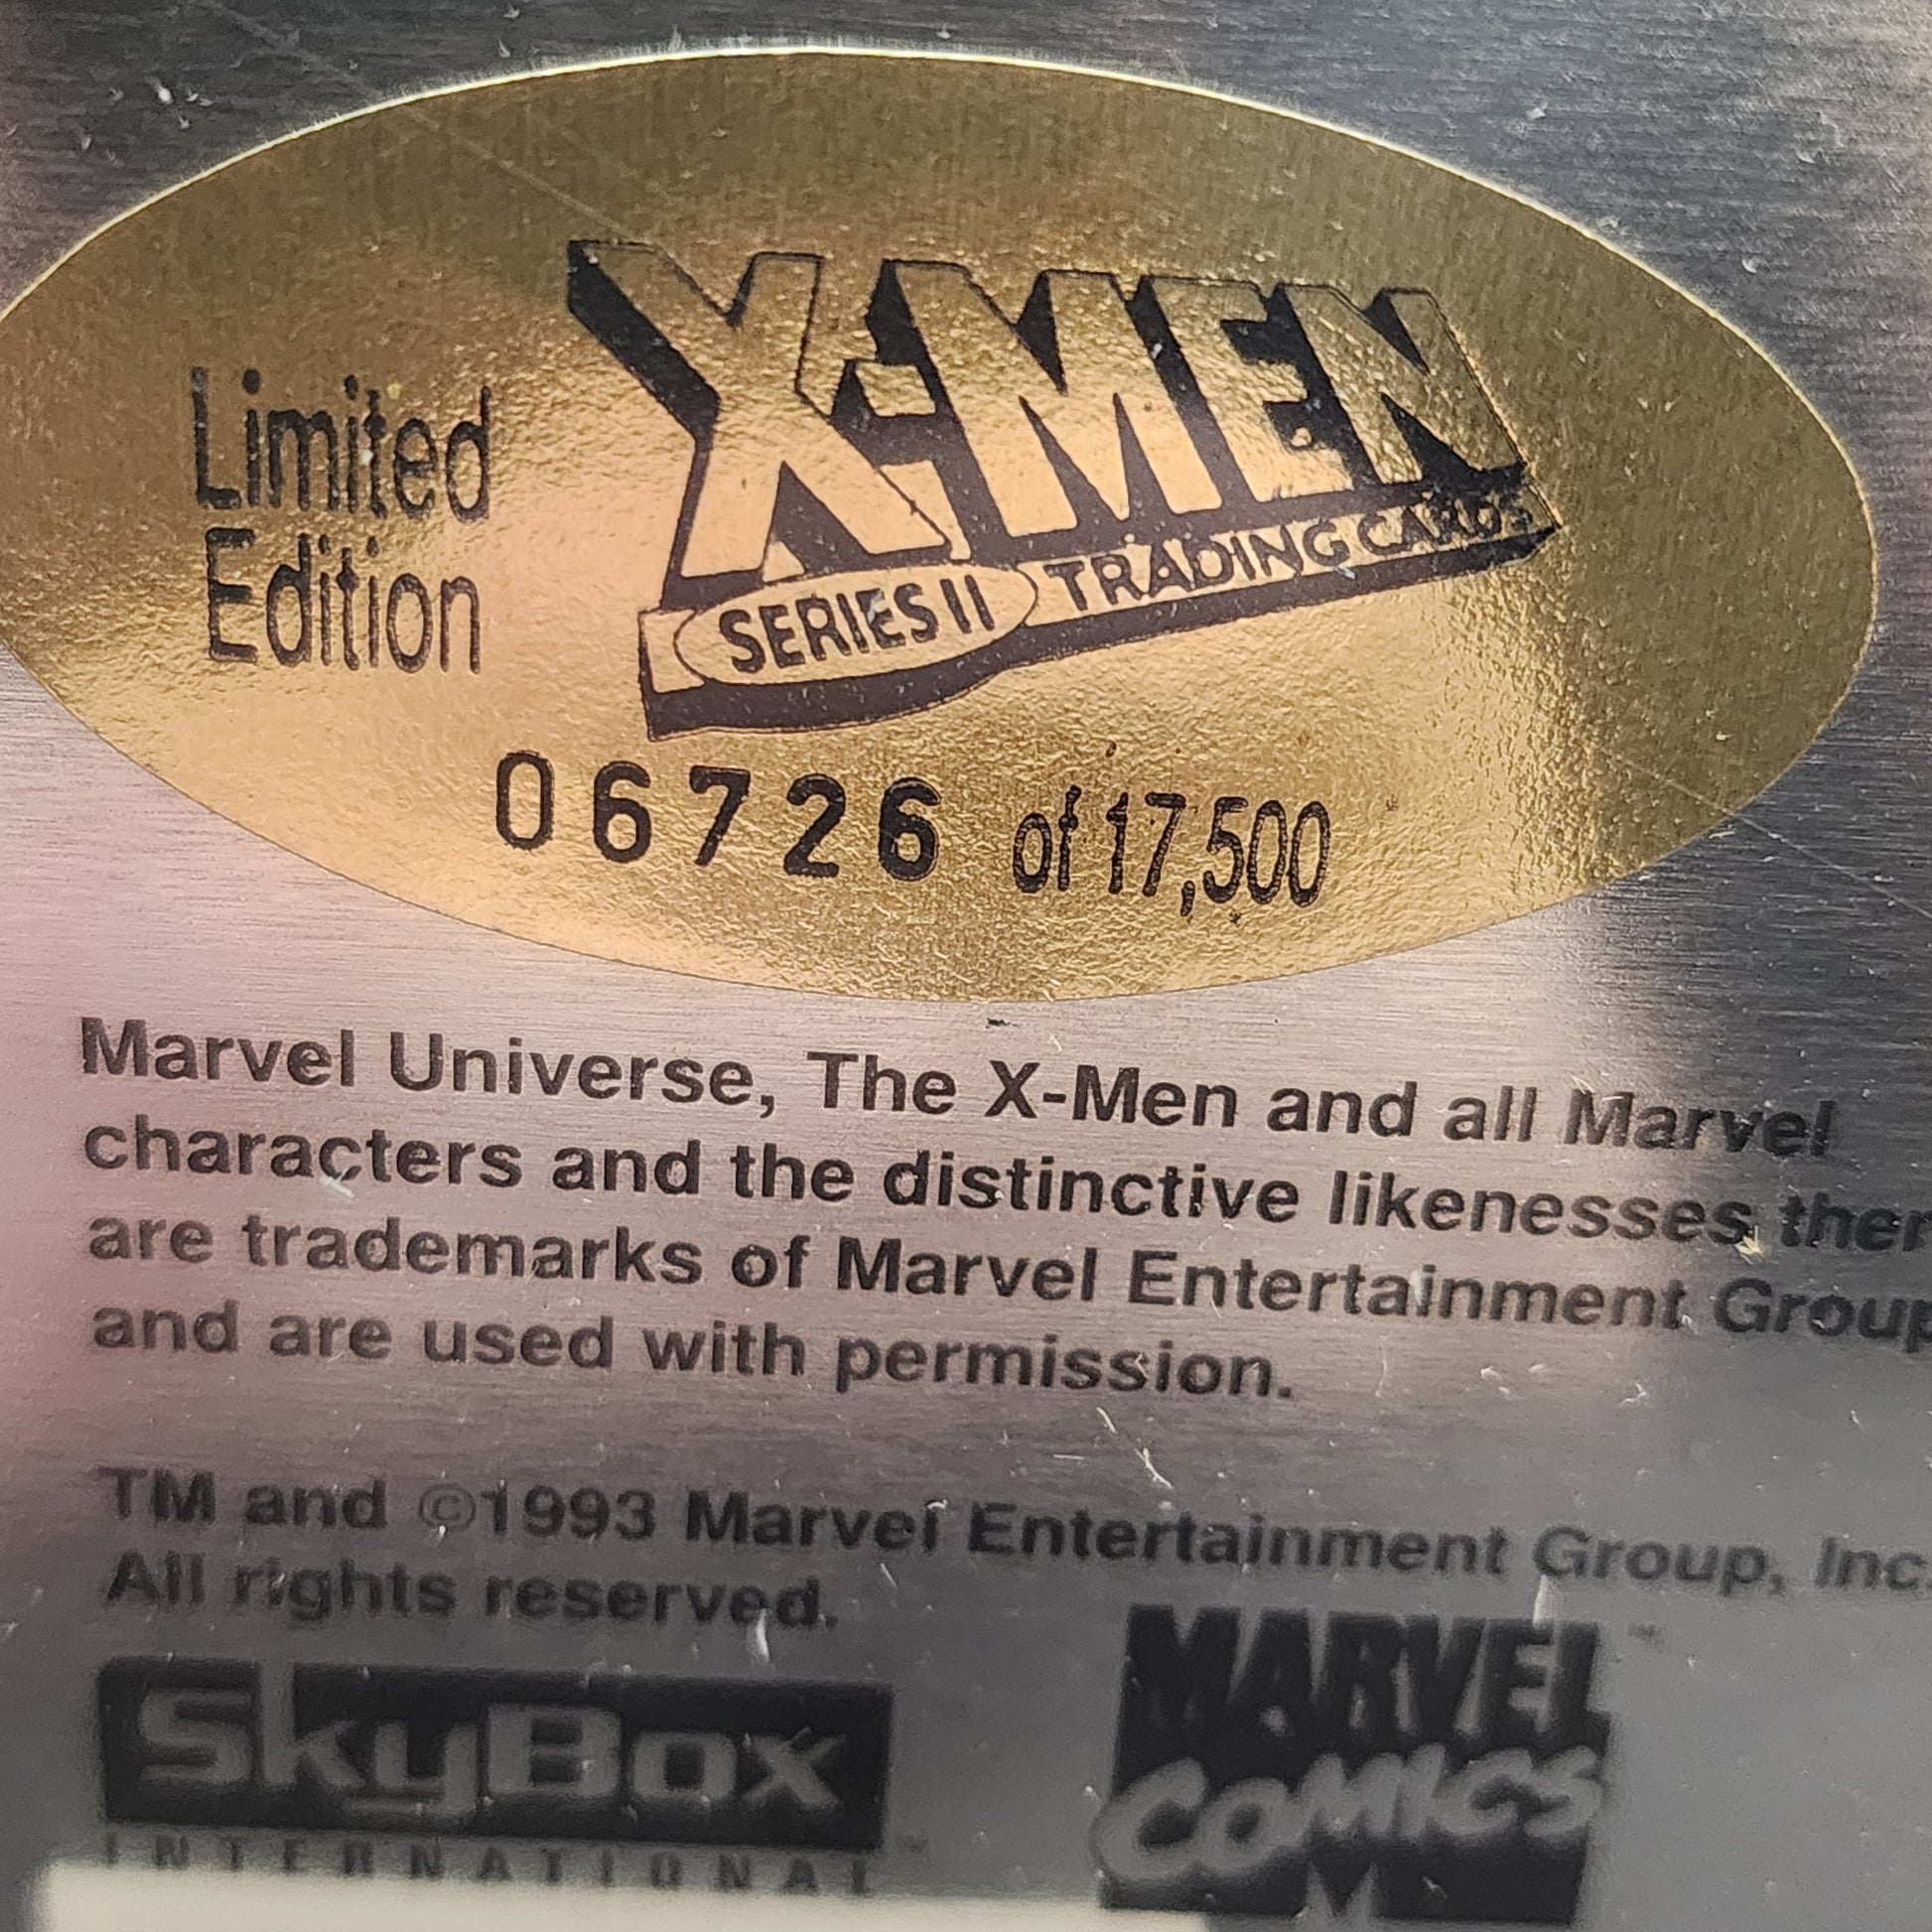 Limited
Edition
X-MEN
SERIES II TRADING CARDS
06726 of 17,500
Marvel Universe, The X-Men and all Marvel
characters and the distinctive likenesses
are trademarks of Marvel Entertainment Group
and are used with permission.
TM and ©1993 Marvel Entertainment Group, Inc.
All rights reserved.
SkyBox
INTERNATIONAL
MARVEL
COMICS